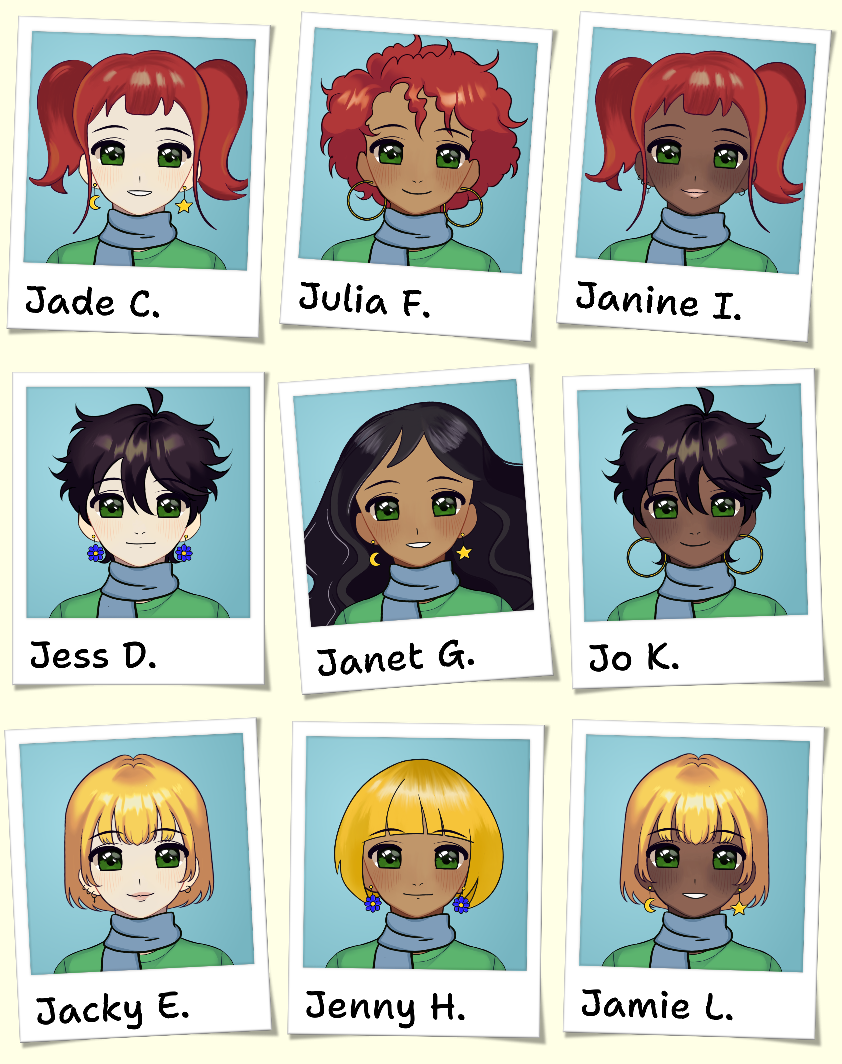 Jade C.
Julia F.
Janine I.
Jess D.
Janet G.
Jo K.
Jacky E.
Jenny H.
Jamie L.